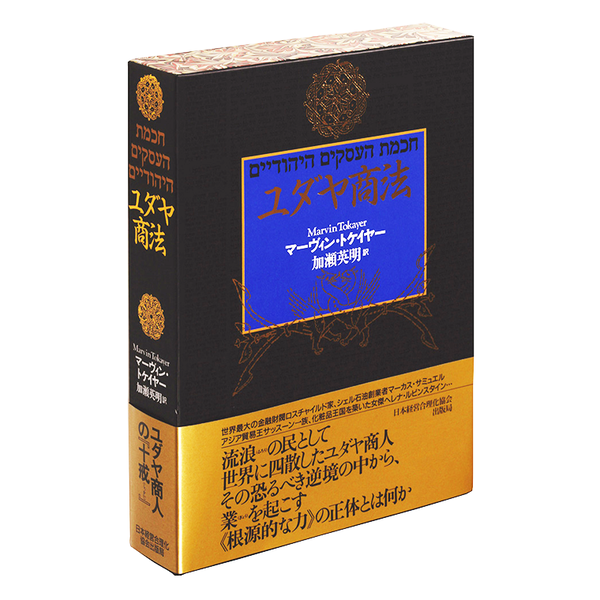 חכמת
העסקים
היהודיים
ユダヤ
商法
Marvin Tokayer
マーヴィン・
トケイヤー
加瀬英明 訳
ユダヤ商人
の十戒
日本経営合理化
協会出版局
חכמת העסקים היהודיים
ユダヤ商法
Marvin Tokayer
マーヴィン・トケイヤー
加瀬英明 訳
世界最大の金融財閥ロスチャイルド家、シェル石油創業者マーカス・サミュエル
アジア貿易王サッスーン一族、化粧品王国を築いた女傑ヘレナ・ルビンスタイン…
日本経営合理化協会
出版局
流浪の民として
世界に四散したユダヤ商人
その恐るべき逆境の中から、
業を起こす
《根源的な力》の正体とは何か